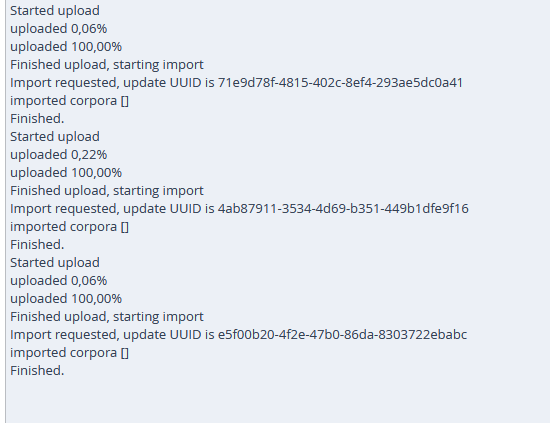 Started upload
uploaded 0,06%
uploaded 100,00%
Finished upload, starting import
Import requested, update UUID is 71e9d78f-4815-402c-8ef4-293ae5dc0a41
imported corpora []
Finished.
Started upload
uploaded 0,22%
uploaded 100,00%
Finished upload, starting import
Import requested, update UUID is 4ab87911-3534-4d69-b351-449b1dfe9f16
imported corpora []
Finished.
Started upload
uploaded 0,06%
uploaded 100,00%
Finished upload, starting import
Import requested, update UUID is e5f00b20-4f2e-47b0-86da-8303722ebabc
imported corpora []
Finished.